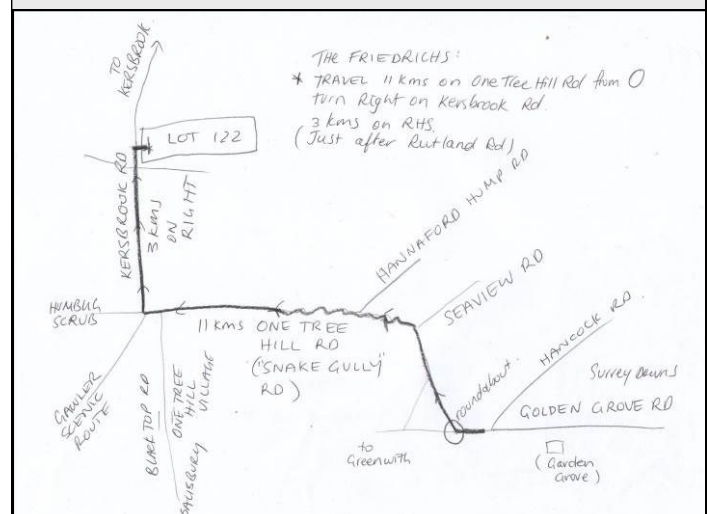 THE FRIEDRICHS:
* TRAVEL 11 kms on One Tree Hill Rd from O
turn Right on Kersbrook Rd.
3 kms on RHS.
(Just after Rutland Rd)
TO
KERSBROOK
LOT 122
KERSBROOK RD
3 KMS
ON
RIGHT
HANNAFORD HUMP RD
SEAVIEW RD
HUMBUG
SCRUB
11 KMS ONE TREE
HILL RD
("SNAKE GULLY"
RD)
GAWLER
SCENIC
ROUTE
BLACK TOP RD
ONE TREE
HILL
VILLAGE
SALISBURY
roundabout.
HANCOCK RD.
Surrey Downs
GOLDEN GROVE RD
to
Greenwith
(Garden
Grove)